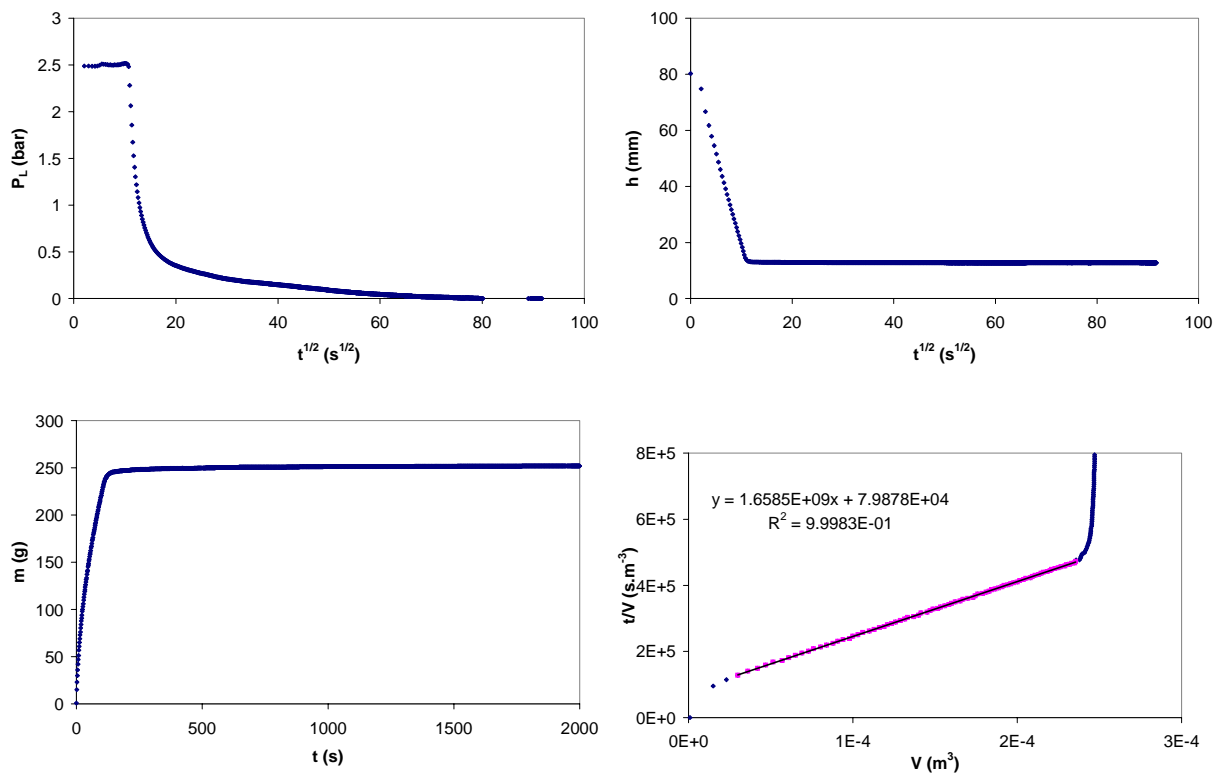 3
2.5
2
1.5
1
0.5
0
P_L (bar)
0 20 40 60 80 100
t^{1/2} (s^{1/2})
100
80
60
40
20
0
h (mm)
0 20 40 60 80 100
t^{1/2} (s^{1/2})
300
250
200
150
100
50
0
m (g)
0 500 1000 1500 2000
t (s)
8E+5
6E+5
4E+5
2E+5
0E+0
t/V (s.m^{-3})
y = 1.6585E+09x + 7.9878E+04
R^2 = 9.9983E-01
0E+0 1E-4 2E-4 3E-4
V (m^3)